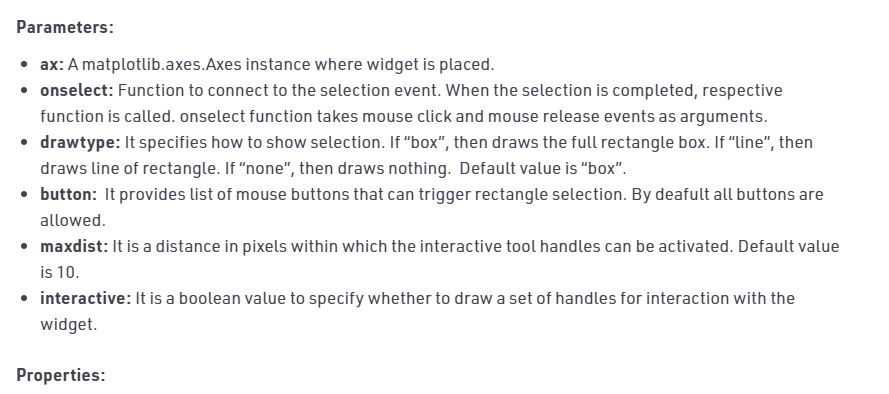 Parameters:
• ax: A matplotlib.axes.Axes instance where widget is placed.
• onselect: Function to connect to the selection event. When the selection is completed, respective
function is called. onselect function takes mouse click and mouse release events as arguments.
• drawtype: It specifies how to show selection. If “box”, then draws the full rectangle box. If “line”, then
draws line of rectangle. If “none”, then draws nothing.  Default value is “box”.
• button:  It provides list of mouse buttons that can trigger rectangle selection. By deafult all buttons are
allowed.
• maxdist: It is a distance in pixels within which the interactive tool handles can be activated. Default value
is 10.
• interactive: It is a boolean value to specify whether to draw a set of handles for interaction with the
widget.
Properties: